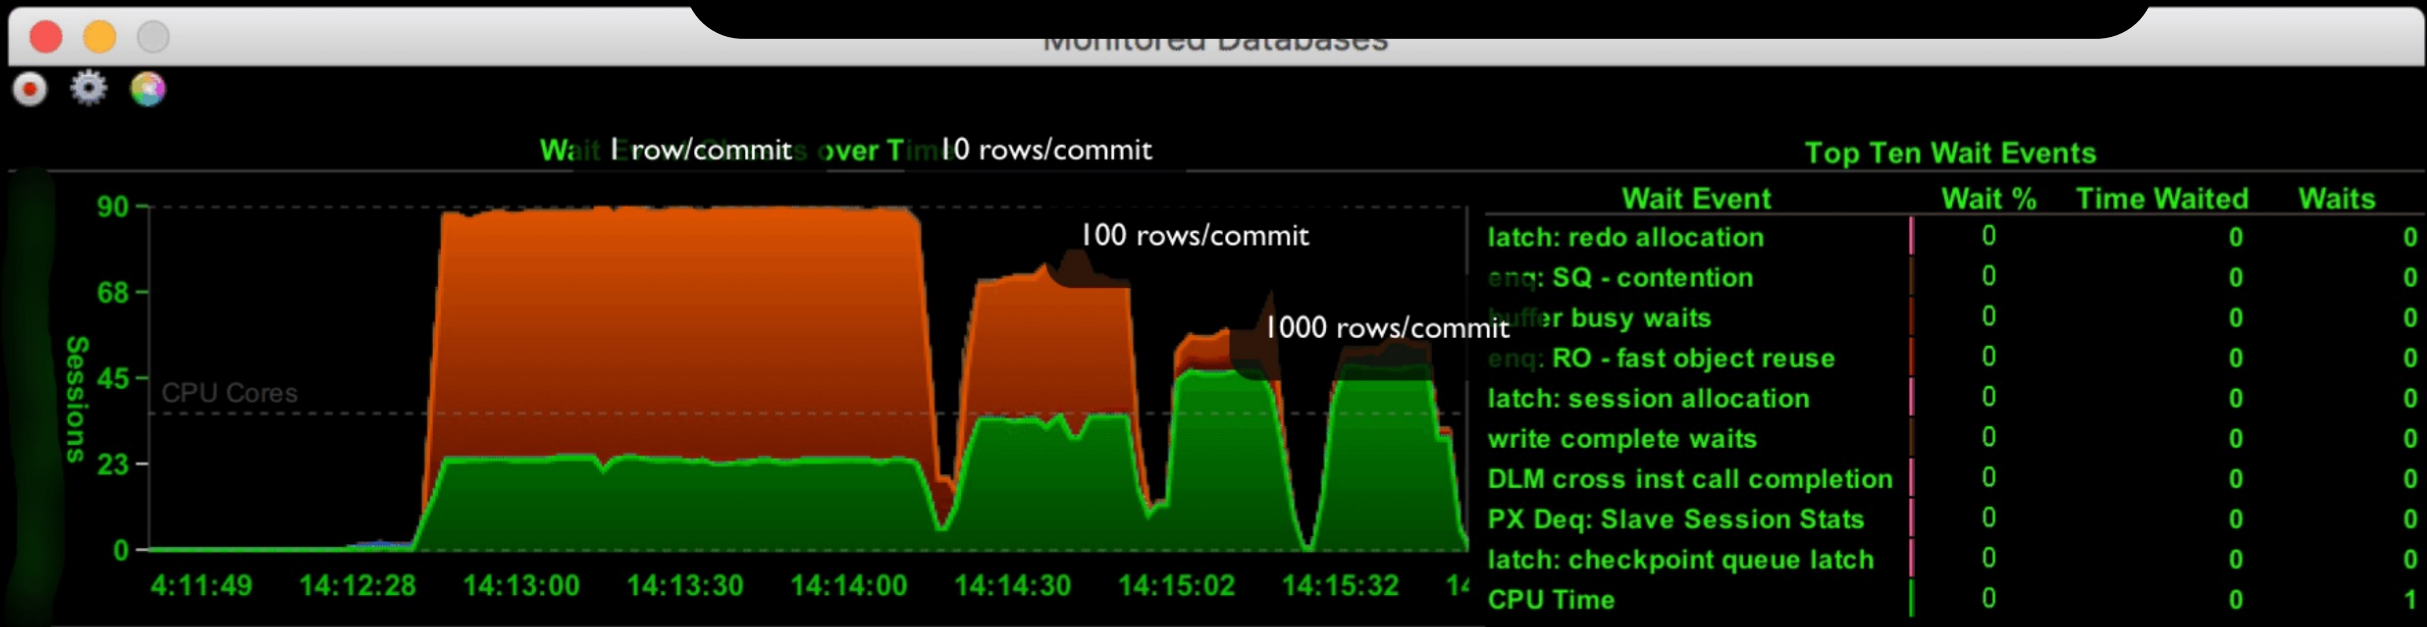 Monitored Databases
Wait Event Classes over Time
1 row/commit
10 rows/commit
100 rows/commit
1000 rows/commit
Sessions
90
68
45
23
0
CPU Cores
4:11:49 14:12:28 14:13:00 14:13:30 14:14:00 14:14:30 14:15:02 14:15:32 14
Top Ten Wait Events
Wait Event Wait % Time Waited Waits
latch: redo allocation 0 0 0
enq: SQ - contention 0 0 0
buffer busy waits 0 0 0
enq: RO - fast object reuse 0 0 0
latch: session allocation 0 0 0
write complete waits 0 0 0
DLM cross inst call completion 0 0 0
PX Deq: Slave Session Stats 0 0 0
latch: checkpoint queue latch 0 0 0
CPU Time 0 0 1